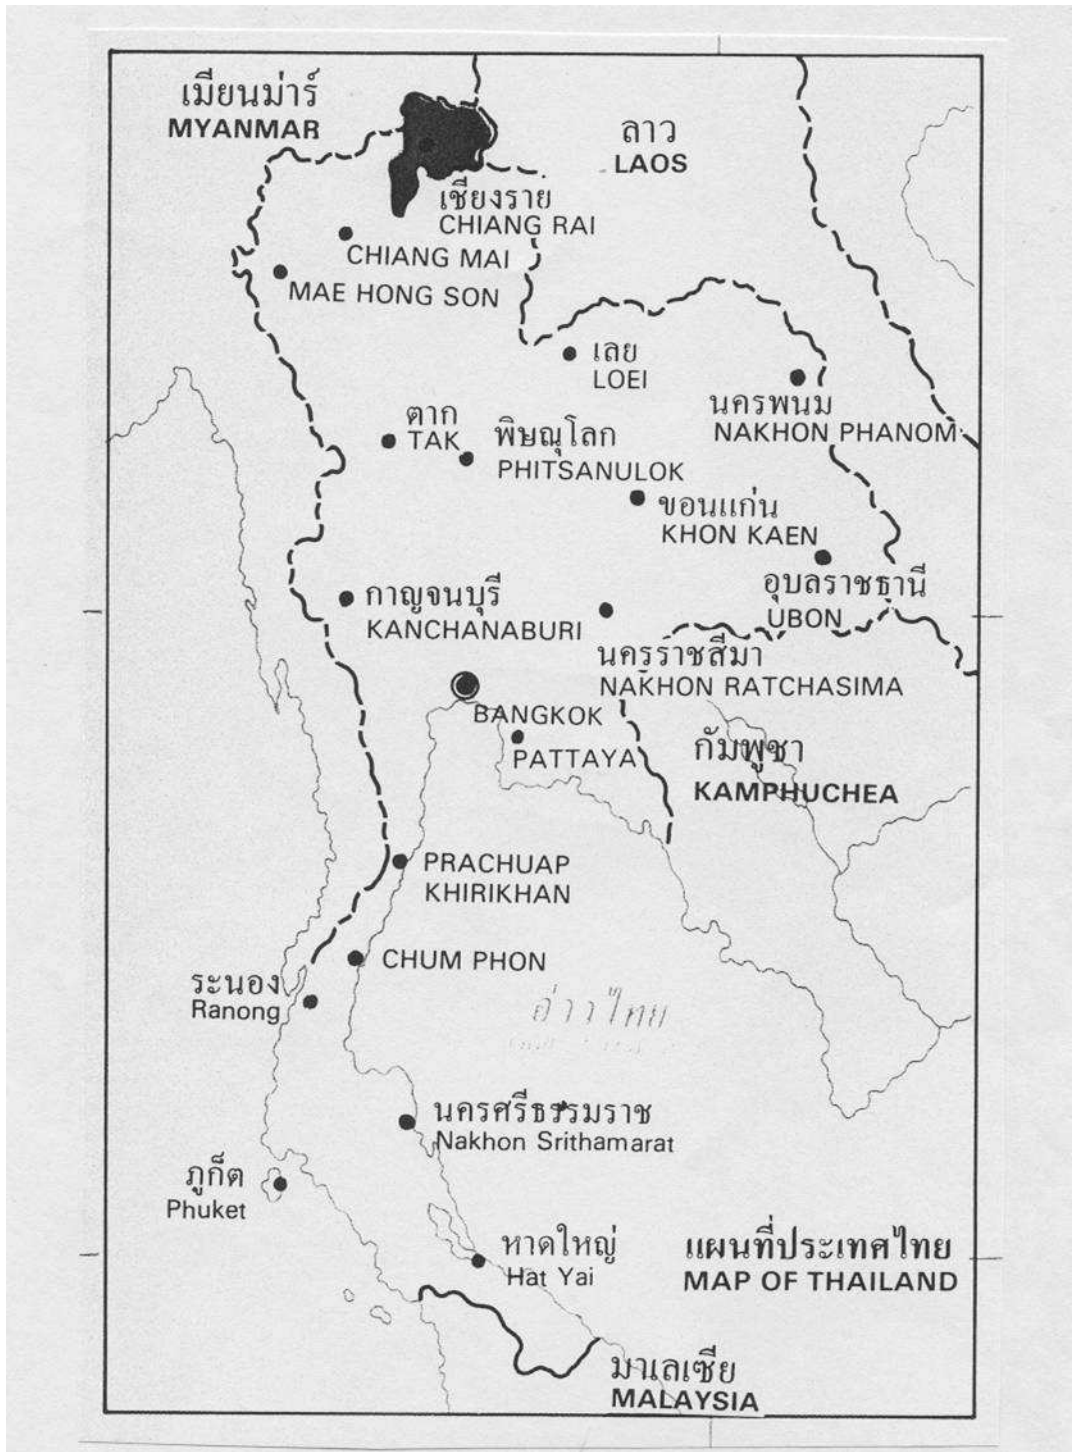 เมียนม่าร์
MYANMAR
ลาว
LAOS
เชียงราย
CHIANG RAI
CHIANG MAI
MAE HONG SON
เลย
LOEI
นครพนม
NAKHON PHANOM
ตาก
TAK
พิษณุโลก
PHITSANULOK
ขอนแก่น
KHON KAEN
อุบลราชธานี
UBON
กาญจนบุรี
KANCHANABURI
นครราชสีมา
NAKHON RATCHASIMA
BANGKOK
PATTAYA
กัมพูชา
KAMPHUCHEA
PRACHUAP
KHIRIKHAN
CHUM PHON
ระนอง
Ranong
อ่าวไทย
นครศรีธรรมราช
Nakhon Srithamarat
ภูก็ต
Phuket
หาดใหญ่
Hat Yai
แผนที่ประเทศไทย
MAP OF THAILAND
มาเลเซีย
MALAYSIA